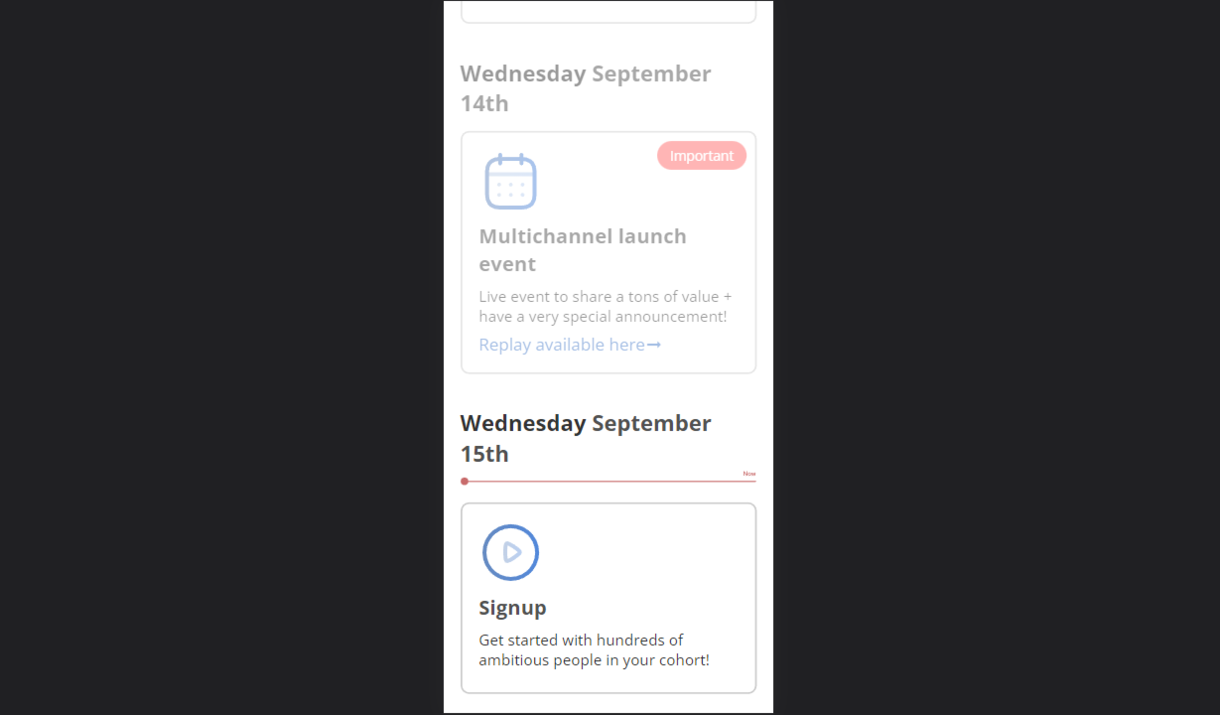 Wednesday September
14th
Important
Multichannel launch
event
Live event to share a tons of value +
have a very special announcement!
Replay available here→
Wednesday September
15th
Now
Signup
Get started with hundreds of
ambitious people in your cohort!